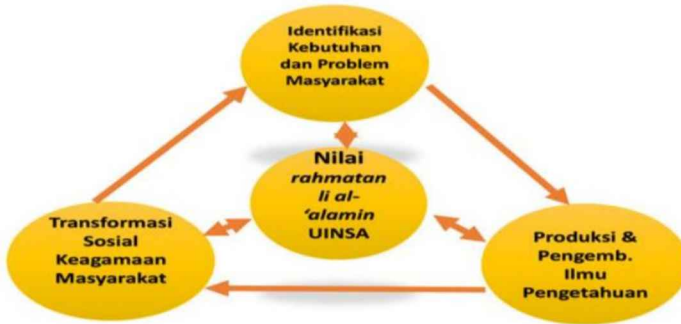 Identifikasi
Kebutuhan
dan Problem
Masyarakat
Nilai
rahmatan
li al-
‘alamin
UINSA
Transformasi
Sosial
Keagamaan
Masyarakat
Produksi &
Pengemb.
Ilmu
Pengetahuan